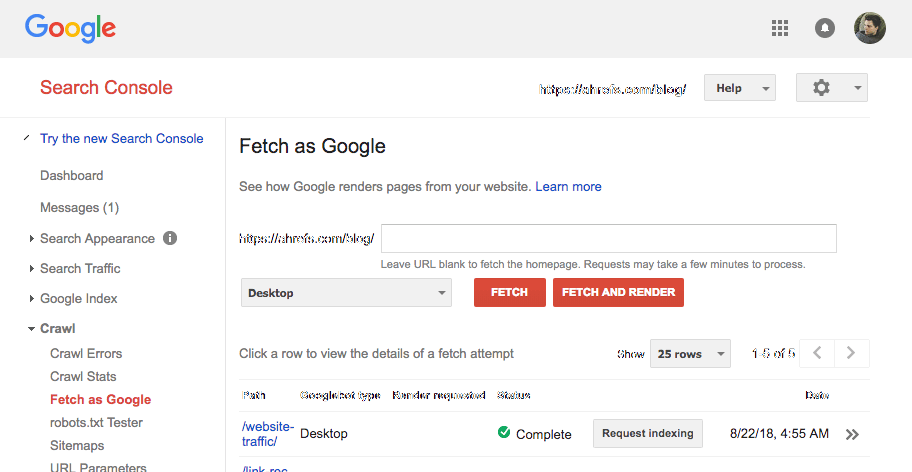 Google
Search Console
https://ahrefs.com/blog/
Help
Try the new Search Console
Dashboard
Messages (1)
Search Appearance
Search Traffic
Google Index
Crawl
Crawl Errors
Crawl Stats
Fetch as Google
robots.txt Tester
Sitemaps
URL Parameters
Fetch as Google
See how Google renders pages from your website. Learn more
https://ahrefs.com/blog/
Leave URL blank to fetch the homepage. Requests may take a few minutes to process.
Desktop FETCH FETCH AND RENDER
Click a row to view the details of a fetch attempt Show 25 rows 1-5 of 5
Path Googlebot type Render requested Status Date
/website-
traffic/ Desktop Complete Request indexing 8/22/18, 4:55 AM
/link-rec